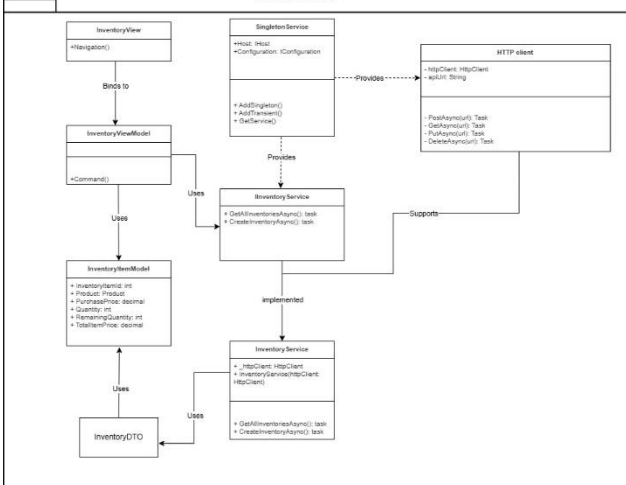 InventoryView
+Navigation()
Binds to
InventoryViewModel
+Command()
Uses
Uses
InventoryItemModel
+ InventoryItemId: int
+ Product: Product
+ PurchasePrice: decimal
+ Quantity: int
+ RemainingQuantity: int
+ TotalItemPrice: decimal
Uses
InventoryDTO
SingletonService
+Host: IHost
+Configuration: IConfiguration
+ AddSingleton()
+ AddTransient()
+ GetService()
Provides
Provides
IInventoryService
+ GetAllInventoriesAsync(): task
+ CreateInventoryAsync(): task
implemented
InventoryService
+ _httpClient: HttpClient
+ InventoryService(httpClient:
HttpClient)
+ GetAllInventoriesAsync(): task
+ CreateInventoryAsync(): task
Uses
HTTP client
- httpClient: HttpClient
- apiUrl: String
- PostAsync(url): Task
- GetAsync(url): Task
- PutAsync(url): Task
- DeleteAsync(url): Task
Supports